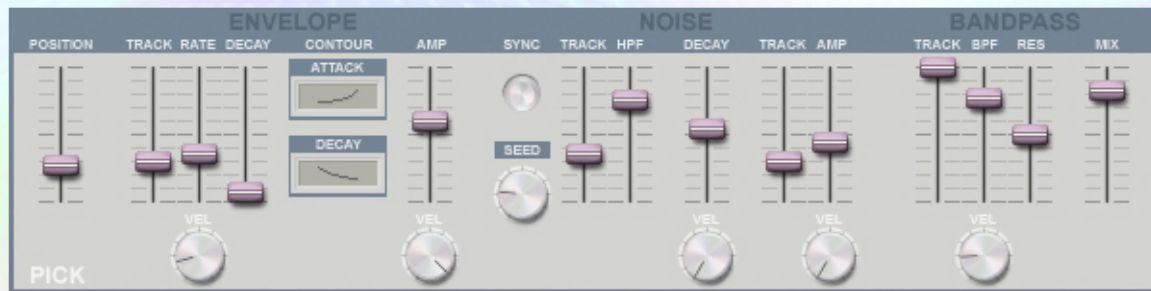 ENVELOPE NOISE BANDPASS
POSITION TRACK RATE DECAY CONTOUR AMP SYNC TRACK HPF DECAY TRACK AMP TRACK BPF RES MIX
ATTACK
DECAY
SEED
VEL VEL VEL VEL VEL
PICK